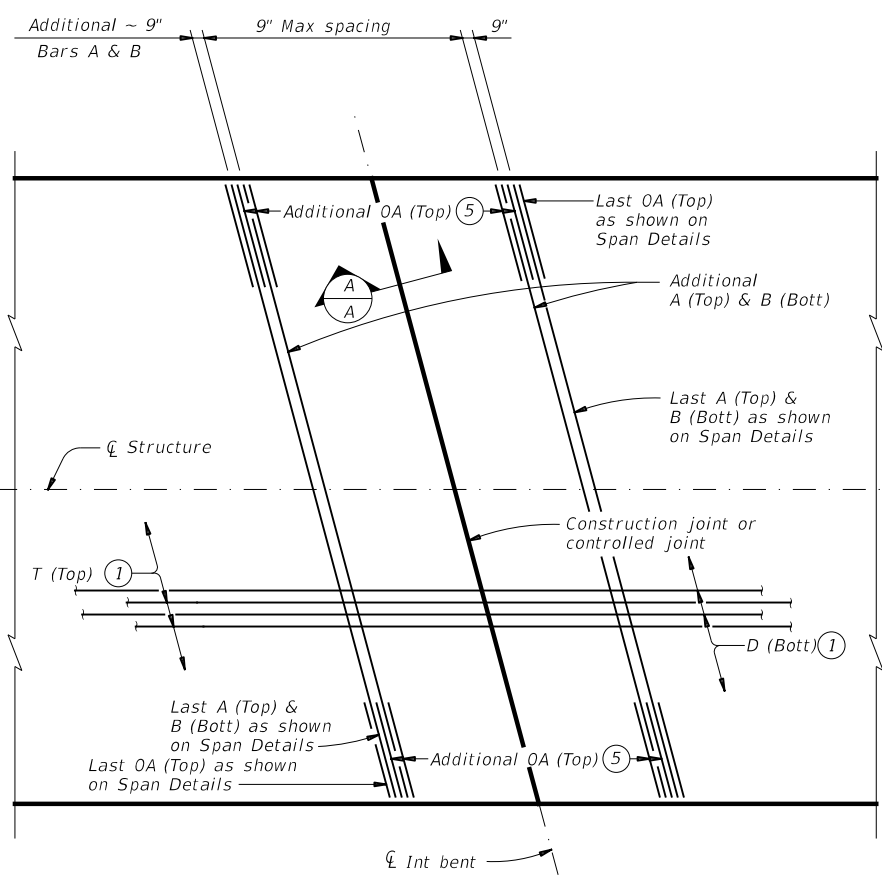 Additional ~ 9" 9" Max spacing 9"
Bars A & B
Additional OA (Top) 5
Last OA (Top)
as shown on
Span Details
A
A
Additional
A (Top) & B (Bott)
Last A (Top) &
B (Bott) as shown
on Span Details
℄ Structure
Construction joint or
controlled joint
T (Top) 1
D (Bott) 1
Last A (Top) &
B (Bott) as shown
on Span Details
Last OA (Top) as shown
on Span Details
Additional OA (Top) 5
℄ Int bent